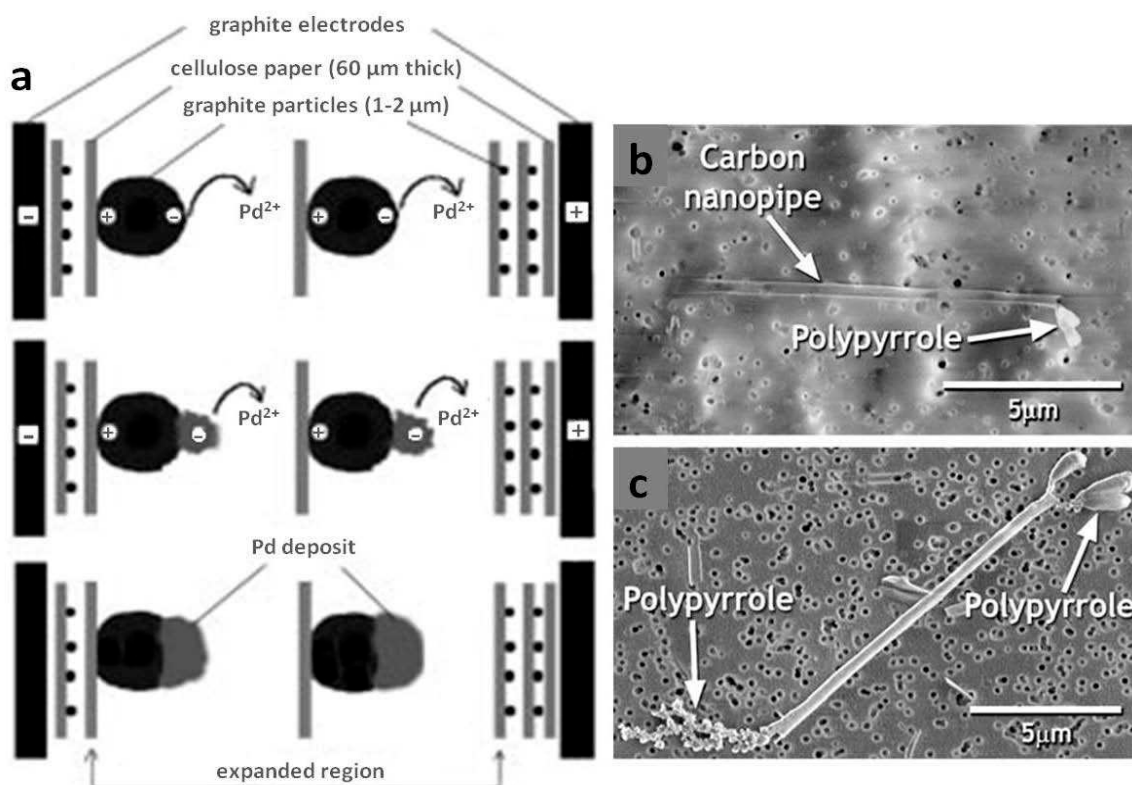 graphite electrodes
cellulose paper (60 μm thick)
graphite particles (1-2 μm)
a
- + - Pd²⁺ + - Pd²⁺ +
- + - Pd²⁺ + - Pd²⁺ +
Pd deposit
expanded region
b
Carbon
nanopipe
Polypyrrole
5μm
c
Polypyrrole
Polypyrrole
5μm